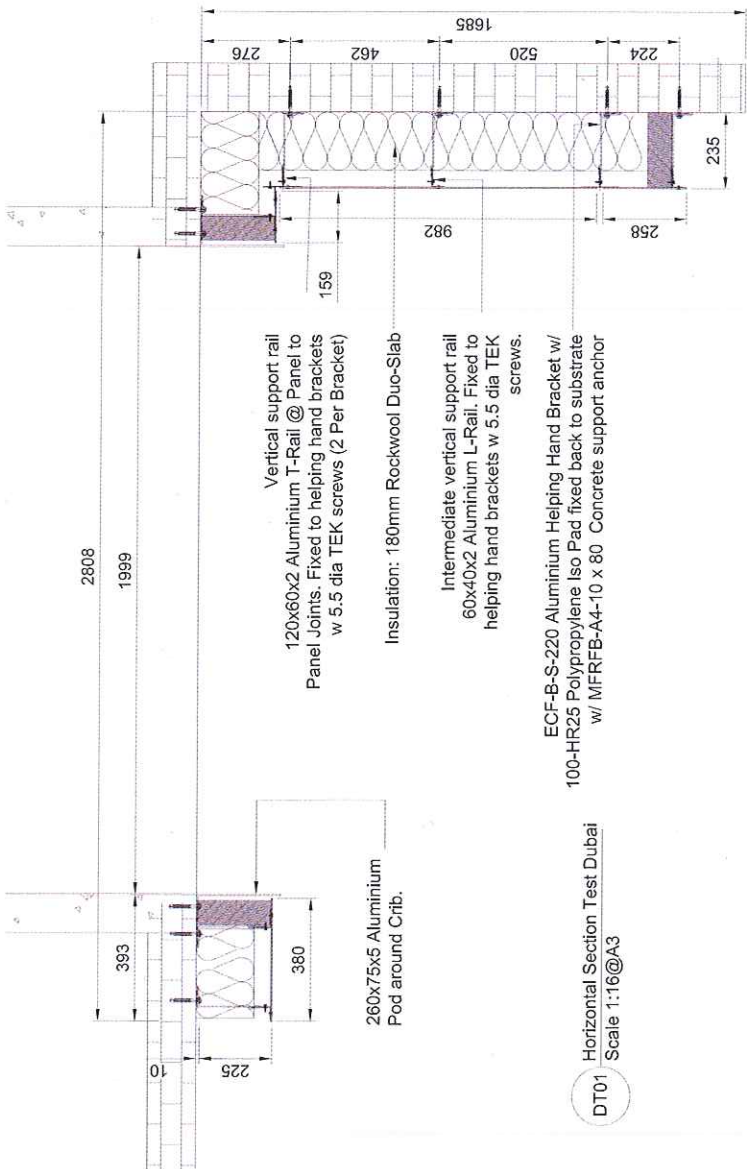 2808
1999
393
380
10
225
276
462
520
224
1685
235
982
258
159
Vertical support rail
120x60x2 Aluminium T-Rail @ Panel to
Panel Joints. Fixed to helping hand brackets
w 5.5 dia TEK screws (2 Per Bracket)
Insulation: 180mm Rockwool Duo-Slab
Intermediate vertical support rail
60x40x2 Aluminium L-Rail. Fixed to
helping hand brackets w 5.5 dia TEK
screws.
ECF-B-S-220 Aluminium Helping Hand Bracket w/
100-HR25 Polypropylene Iso Pad fixed back to substrate
w/ MFRFB-A4-10 x 80 Concrete support anchor
260x75x5 Aluminium
Pod around Crib.
DT01
Horizontal Section Test Dubai
Scale 1:16@A3